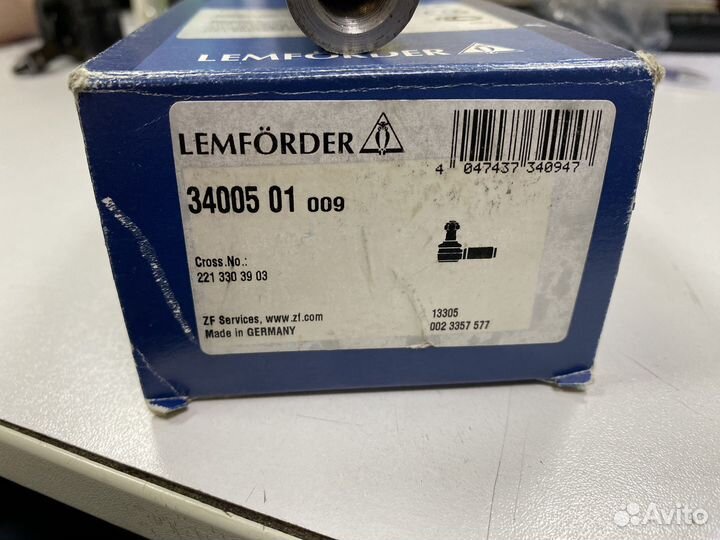 LEMFÖRDER
LEMFÖRDER
4 047437 340947
34005 01 009
Cross.No.:
221 330 39 03
ZF Services, www.zf.com
Made in GERMANY
13305
002 3357 577
Avito